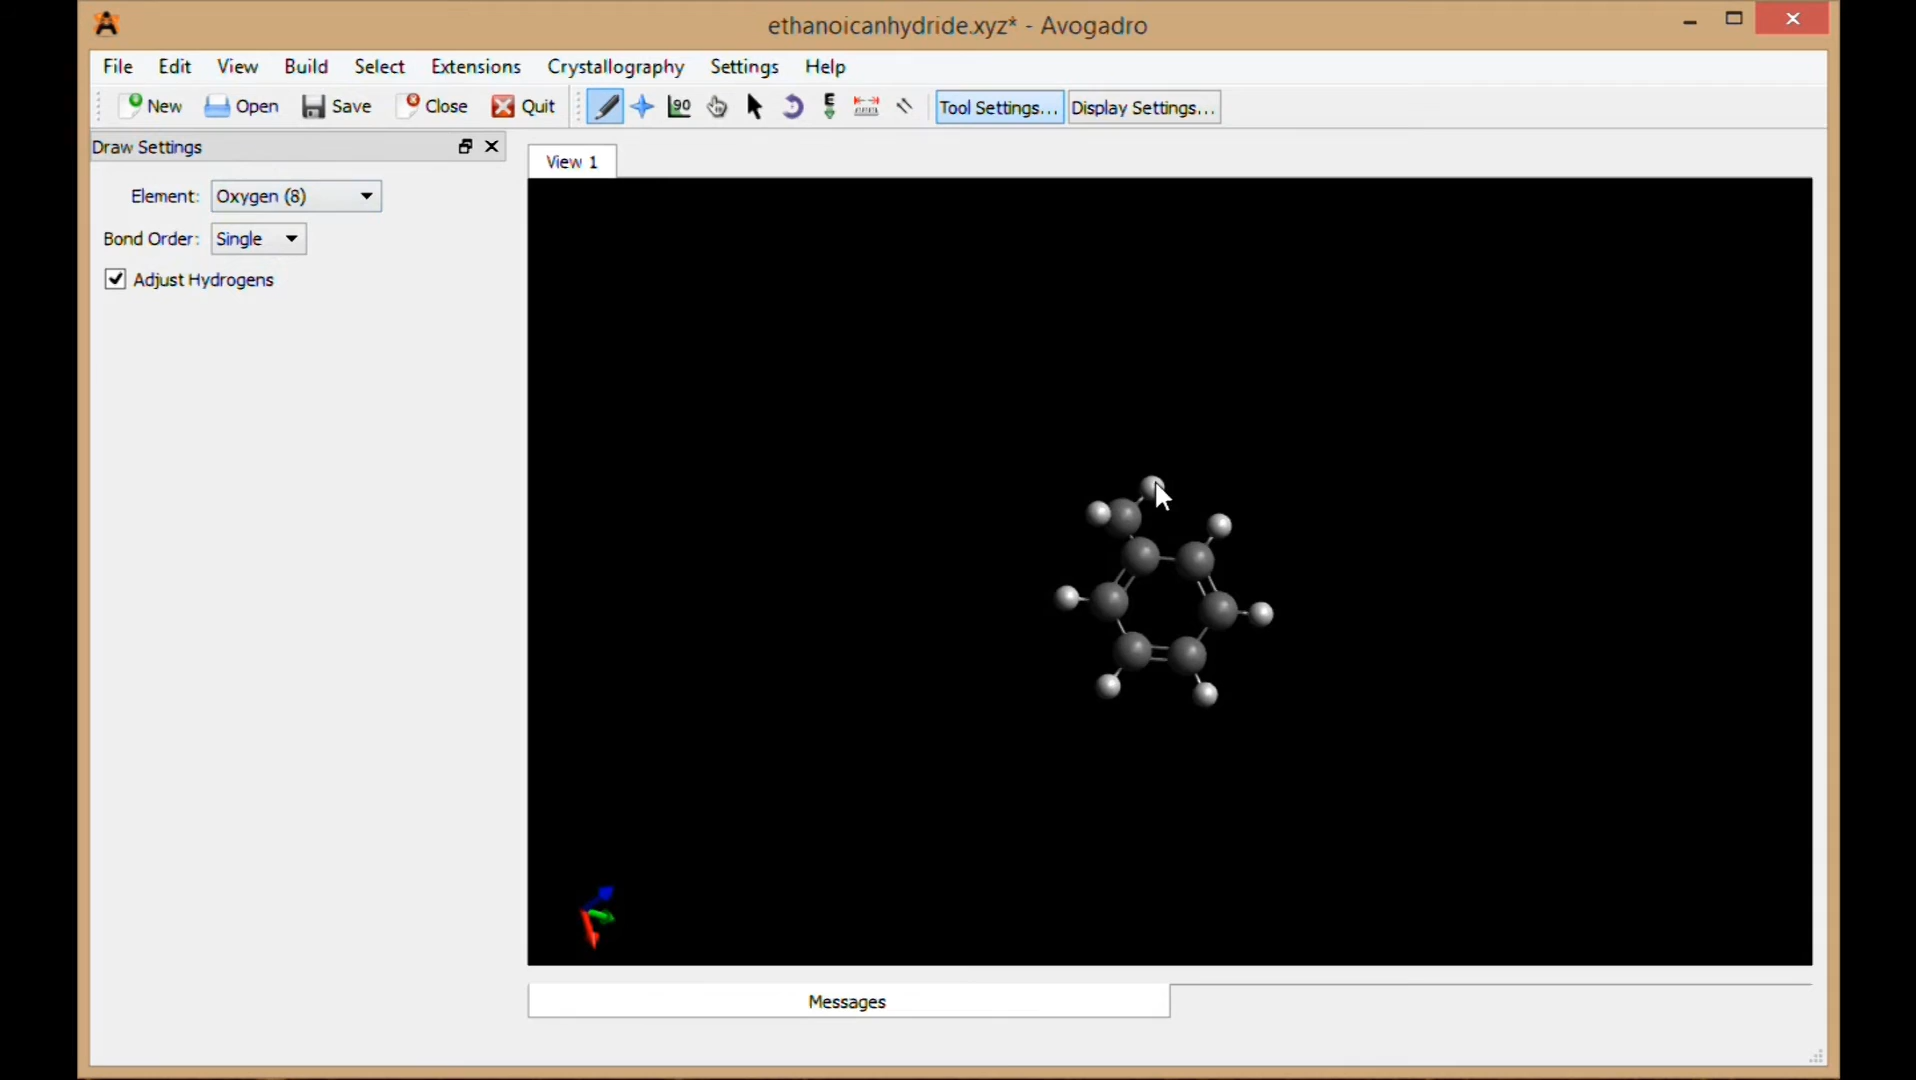 ethanoicanhydride.xyz* - Avogadro
File Edit View Build Select Extensions Crystallography Settings Help
New Open Save Close Quit 90 E Tool Settings... Display Settings...
Draw Settings
View 1
Element: Oxygen (8)
Bond Order: Single
Adjust Hydrogens
Messages